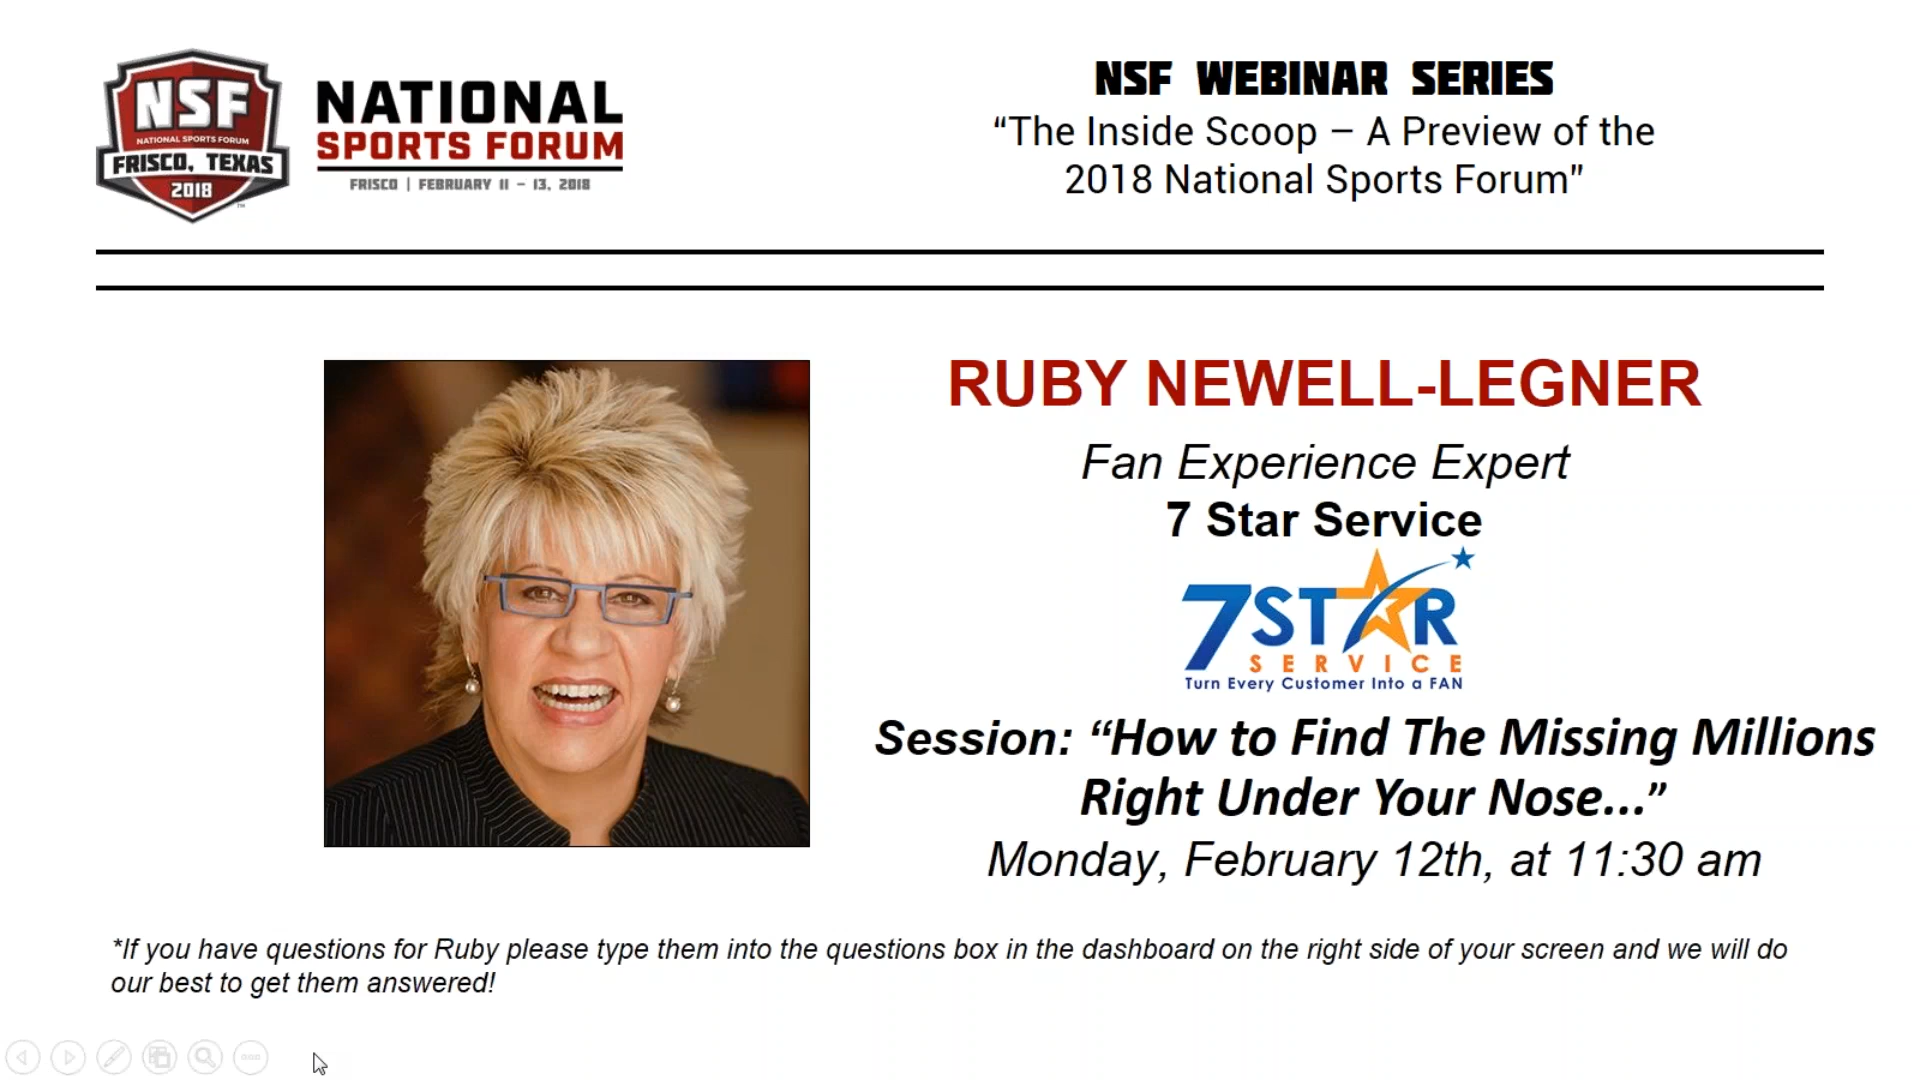 NSF
NATIONAL SPORTS FORUM
FRISCO, TEXAS
2018
™
NATIONAL
SPORTS FORUM
FRISCO | FEBRUARY 11 – 13, 2018
NSF WEBINAR SERIES
“The Inside Scoop – A Preview of the
2018 National Sports Forum”
RUBY NEWELL-LEGNER
Fan Experience Expert
7 Star Service
7STAR
SERVICE
Turn Every Customer Into a FAN
Session: “How to Find The Missing Millions
Right Under Your Nose...”
Monday, February 12th, at 11:30 am
*If you have questions for Ruby please type them into the questions box in the dashboard on the right side of your screen and we will do
our best to get them answered!